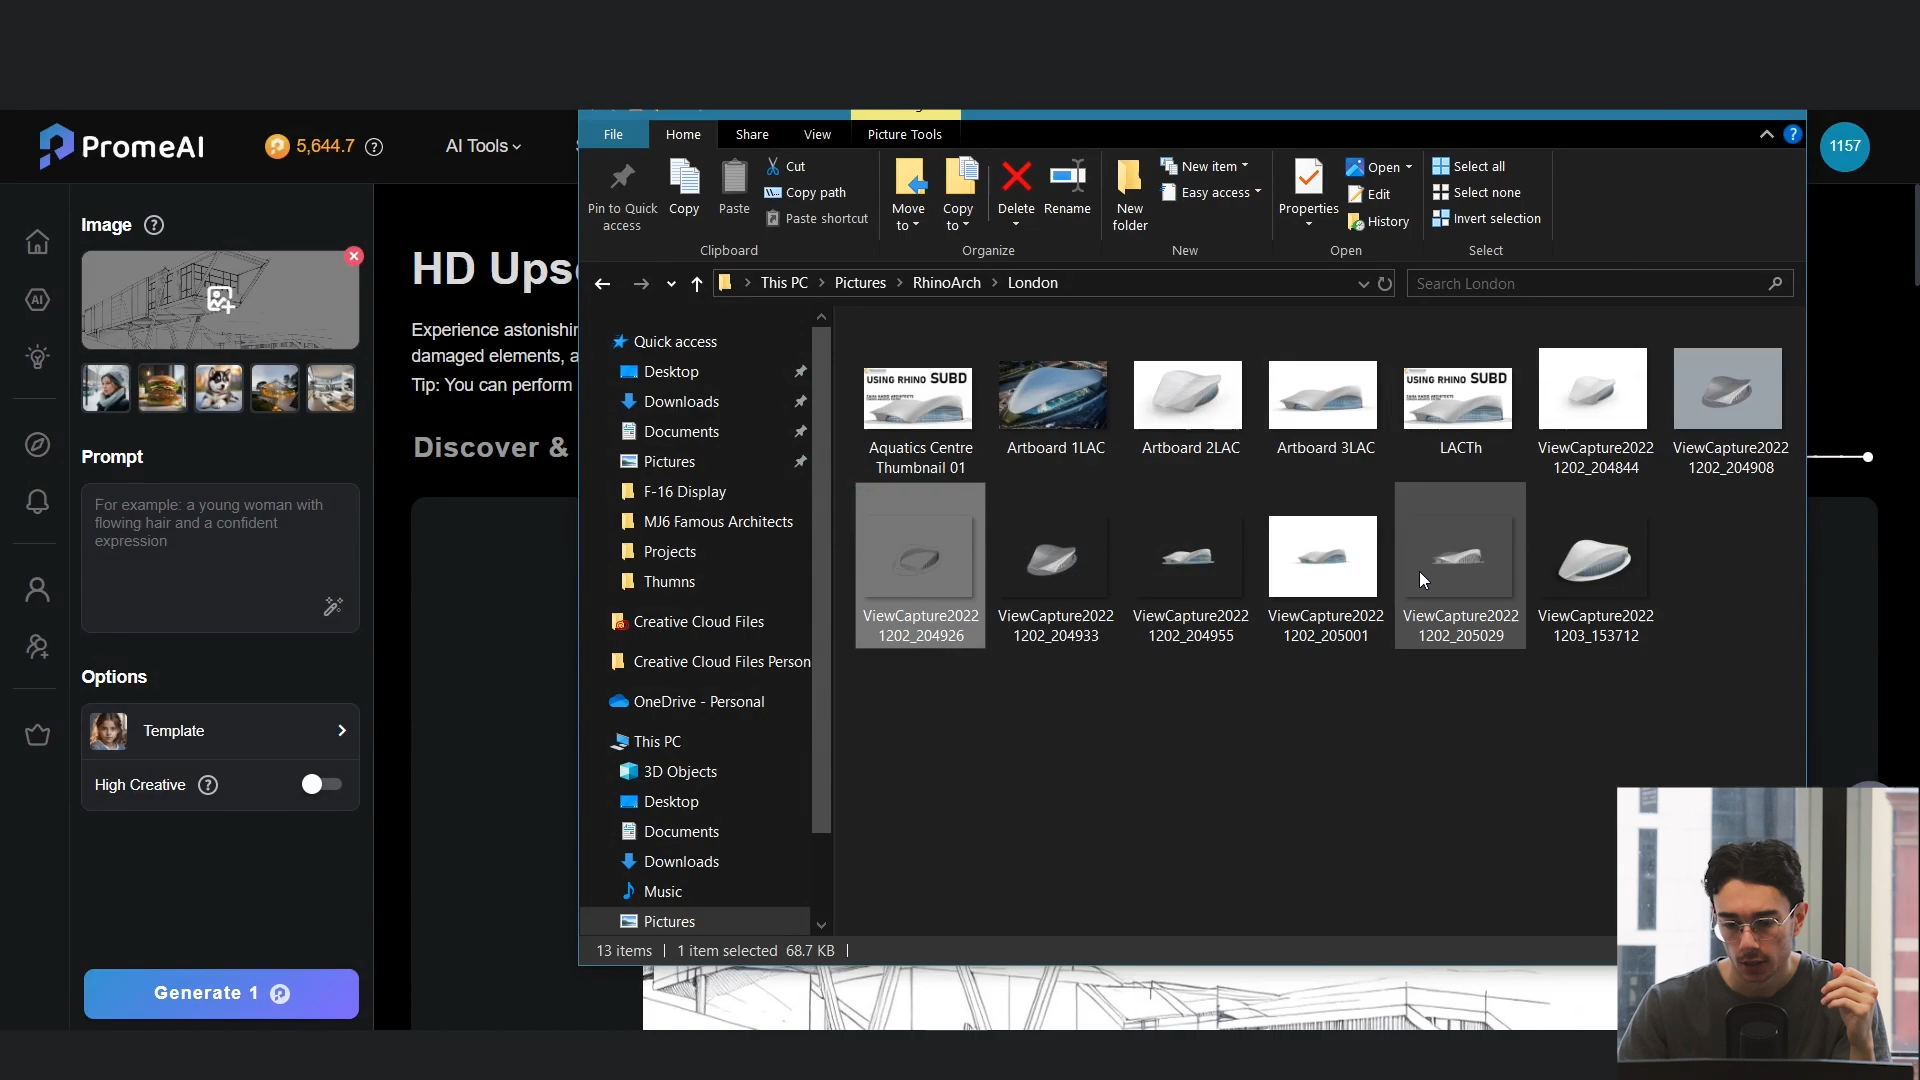 PromeAI
5,644.7 ?
AI Tools
1157
File
Home
Share
View
Picture Tools
?
Pin to Quick
access
Copy
Paste
Cut
Copy path
Paste shortcut
Clipboard
Move
to
Copy
to
Delete
Rename
Organize
New
folder
New item
Easy access
New
Properties
Open
Edit
History
Open
Select all
Select none
Invert selection
Select
This PC
Pictures
RhinoArch
London
Search London
Image ?
AI
Prompt
For example: a young woman with
flowing hair and a confident
expression
Options
Template
High Creative ?
Generate 1
HD
Experience
damaged elements, a
Tip: You can perform
Discover &
Quick access
Desktop
Downloads
Documents
Pictures
F-16 Display
MJ6 Famous Architects
Projects
Thumns
Creative Cloud Files
Creative Cloud Files Person
OneDrive - Personal
This PC
3D Objects
Desktop
Documents
Downloads
Music
Pictures
USING RHINO SUBD
Aquatics Centre
Thumbnail 01
Artboard 1LAC
Artboard 2LAC
Artboard 3LAC
USING RHINO SUBD
LACTh
ViewCapture2022
1202_204844
ViewCapture2022
1202_204908
ViewCapture2022
1202_204926
ViewCapture2022
1202_204933
ViewCapture2022
1202_204955
ViewCapture2022
1202_205001
ViewCapture2022
1202_205029
ViewCapture2022
1203_153712
13 items
1 item selected 68.7 KB